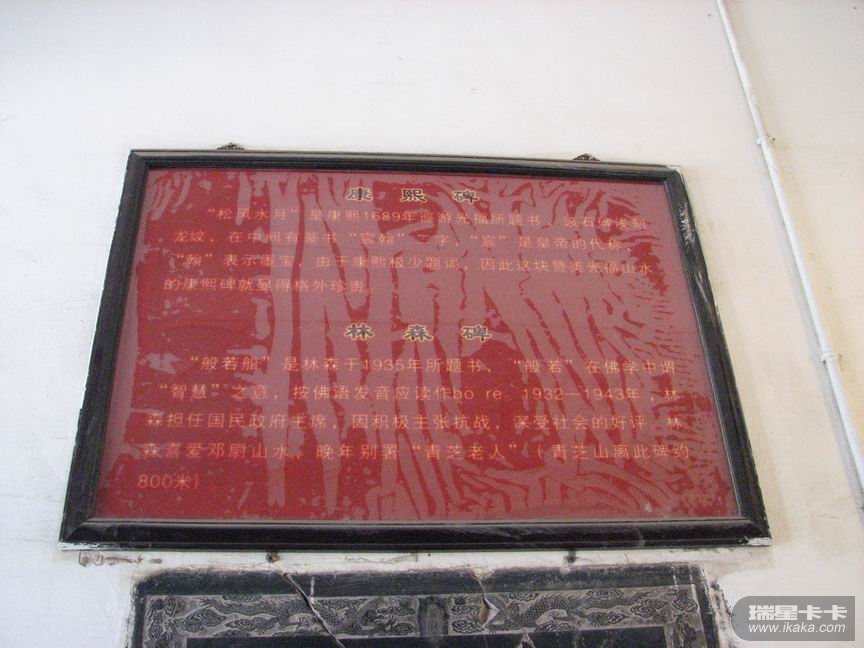 康熙碑
“松风水月”是康熙1689年巡游光福所题书，该石碑浅刻
龙纹，在中间有篆书“宸翰”二字，“宸”是皇帝的代称，
“翰”表示墨宝。由于康熙极少题词，因此这块赞美光福山水
的康熙碑就显得格外珍贵。
林森碑
“般若船”是林森于1935年所题书，“般若”在佛学中谓
“智慧”之意，按佛语发音应读作bo re。1932—1943年，林
森担任国民政府主席，因积极主张抗战，深受社会的好评。林
森喜爱邓尉山水，晚年别署“青芝老人”（青芝山离此碑约
800米）。
瑞星卡卡
www.ikaka.com